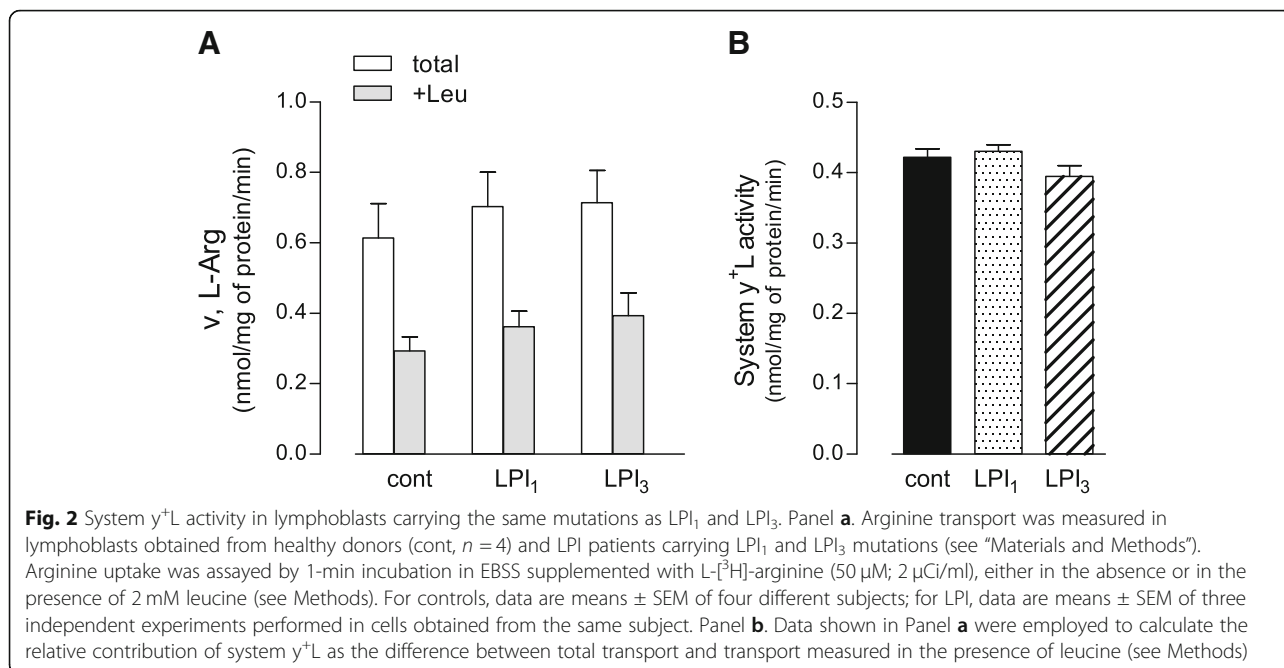 A
B
total
+Leu
1.0
0.8
0.6
0.4
0.2
0.0
v, L-Arg
(nmol/mg of protein/min)
cont LPI₁ LPI₃
0.5
0.4
0.3
0.2
0.1
0.0
System y⁺L activity
(nmol/mg of protein/min)
cont LPI₁ LPI₃
Fig. 2 System y⁺L activity in lymphoblasts carrying the same mutations as LPI₁ and LPI₃. Panel a. Arginine transport was measured in
lymphoblasts obtained from healthy donors (cont, n = 4) and LPI patients carrying LPI₁ and LPI₃ mutations (see “Materials and Methods”).
Arginine uptake was assayed by 1-min incubation in EBSS supplemented with L-[³H]-arginine (50 μM; 2 μCi/ml), either in the absence or in the
presence of 2 mM leucine (see Methods). For controls, data are means ± SEM of four different subjects; for LPI, data are means ± SEM of three
independent experiments performed in cells obtained from the same subject. Panel b. Data shown in Panel a were employed to calculate the
relative contribution of system y⁺L as the difference between total transport and transport measured in the presence of leucine (see Methods)